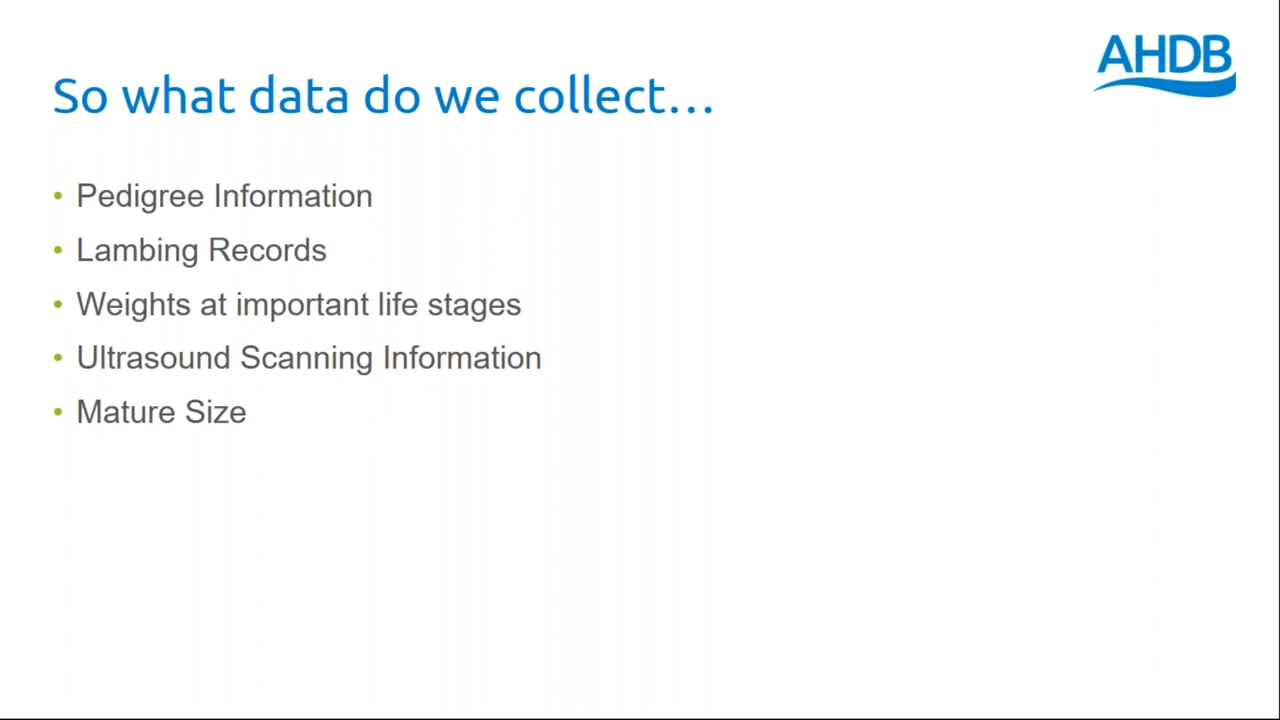 AHDB
So what data do we collect...
• Pedigree Information
• Lambing Records
• Weights at important life stages
• Ultrasound Scanning Information
• Mature Size